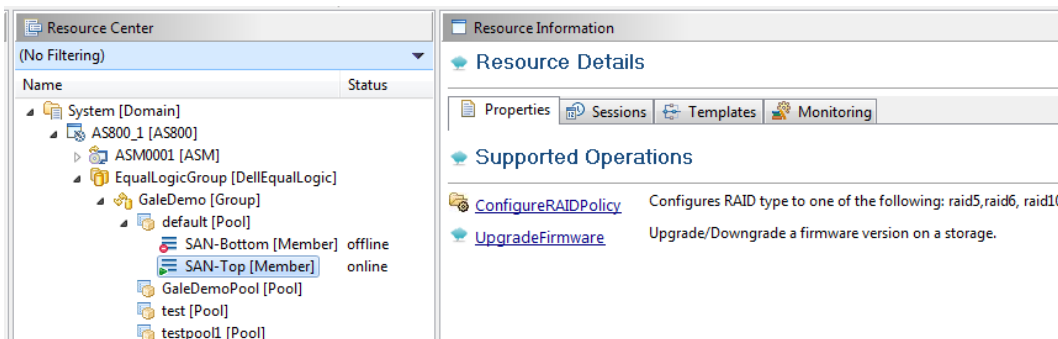 Resource Center
(No Filtering)
Name Status
System [Domain]
AS800_1 [AS800]
ASM0001 [ASM]
EqualLogicGroup [DellEqualLogic]
GaleDemo [Group]
default [Pool]
SAN-Bottom [Member] offline
SAN-Top [Member] online
GaleDemoPool [Pool]
test [Pool]
testpool1 [Pool]
Resource Information
Resource Details
Properties Sessions Templates Monitoring
Supported Operations
ConfigureRAIDPolicy Configures RAID type to one of the following: raid5,raid6, raid10
UpgradeFirmware Upgrade/Downgrade a firmware version on a storage.